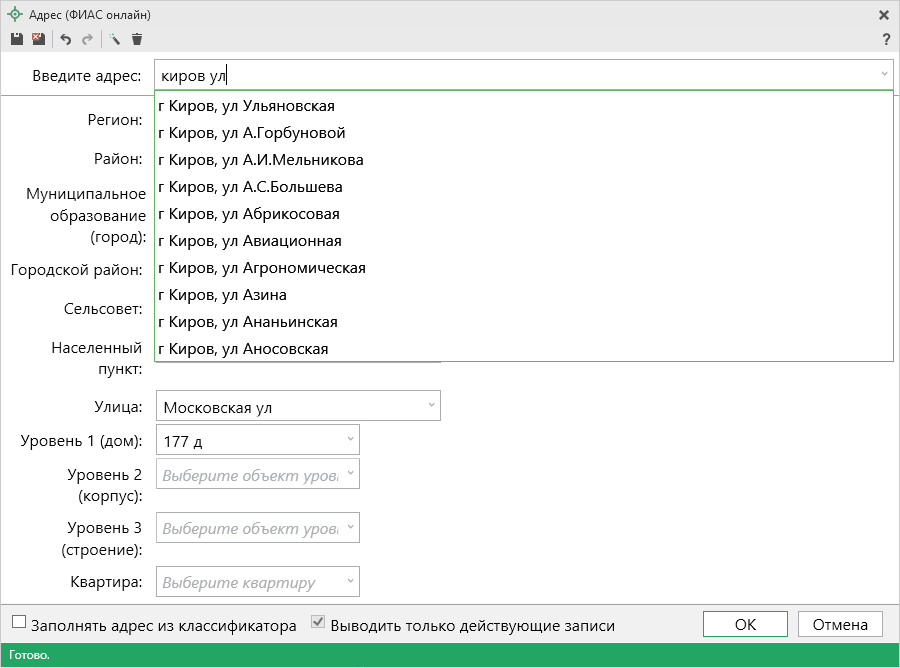 Адрес (ФИАС онлайн)
?
Введите адрес: киров ул
г Киров, ул Ульяновская
г Киров, ул А.Горбуновой
г Киров, ул А.И.Мельникова
г Киров, ул А.С.Большева
г Киров, ул Абрикосовая
г Киров, ул Авиационная
г Киров, ул Агрономическая
г Киров, ул Азина
г Киров, ул Ананьинская
г Киров, ул Аносовская
Регион:
Район:
Муниципальное
образование
(город):
Городской район:
Сельсовет:
Населенный
пункт:
Улица: Московская ул
Уровень 1 (дом): 177 д
Уровень 2
(корпус):
Выберите объект уров
Уровень 3
(строение):
Выберите объект уров
Квартира: Выберите квартиру
Заполнять адрес из классификатора Выводить только действующие записи
ОК Отмена
Готово.